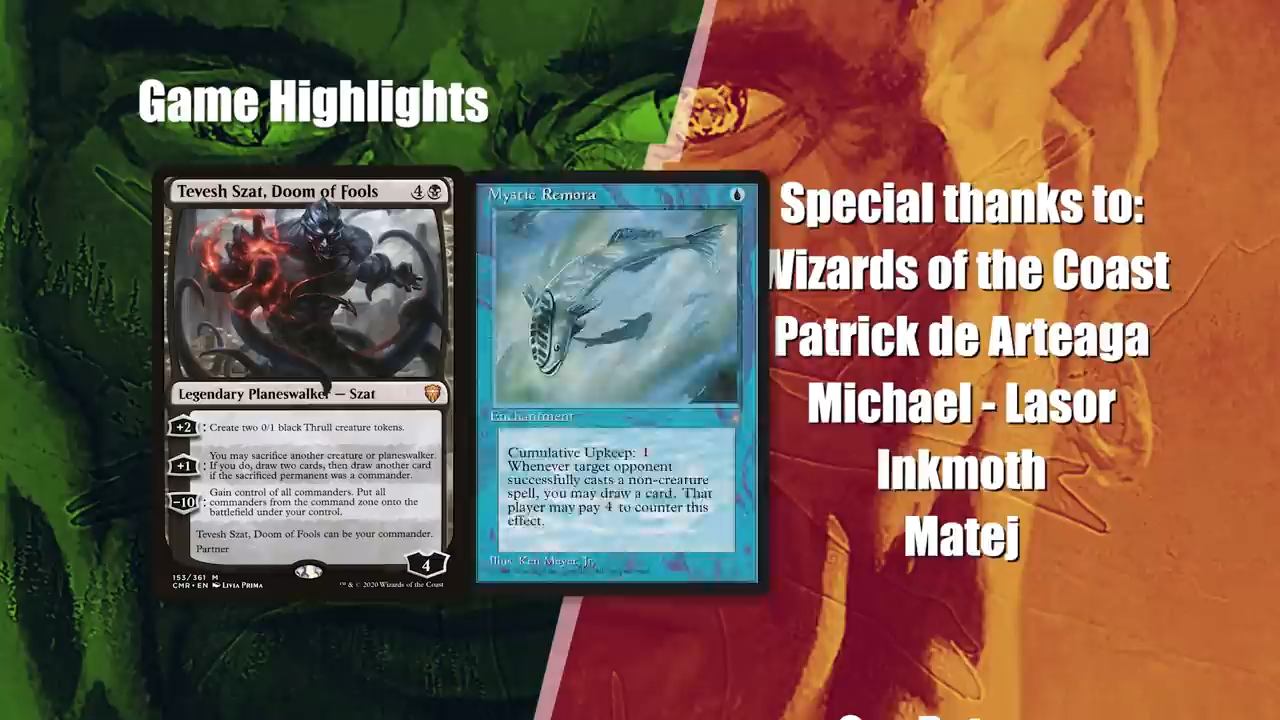 Game Highlights
Tevesh Szat, Doom of Fools 4
Legendary Planeswalker — Szat
+2 : Create two 0/1 black Thrull creature tokens.
You may sacrifice another creature or planeswalker.
+1 : If you do, draw two cards, then draw another card
if the sacrificed permanent was a commander.
Gain control of all commanders. Put all
−10 : commanders from the command zone onto the
battlefield under your control.
Tevesh Szat, Doom of Fools can be your commander.
Partner
4
153/361 M
CMR • EN LIVIA PRIMA
™ & © 2020 Wizards of the Coast
Mystic Remora
Enchantment
Cumulative Upkeep: 1
Whenever target opponent
successfully casts a non-creature
spell, you may draw a card. That
player may pay 4 to counter this
effect.
Illus. Ken Meyer, Jr.
Special thanks to:
Wizards of the Coast
Patrick de Arteaga
Michael - Lasor
Inkmoth
Matej